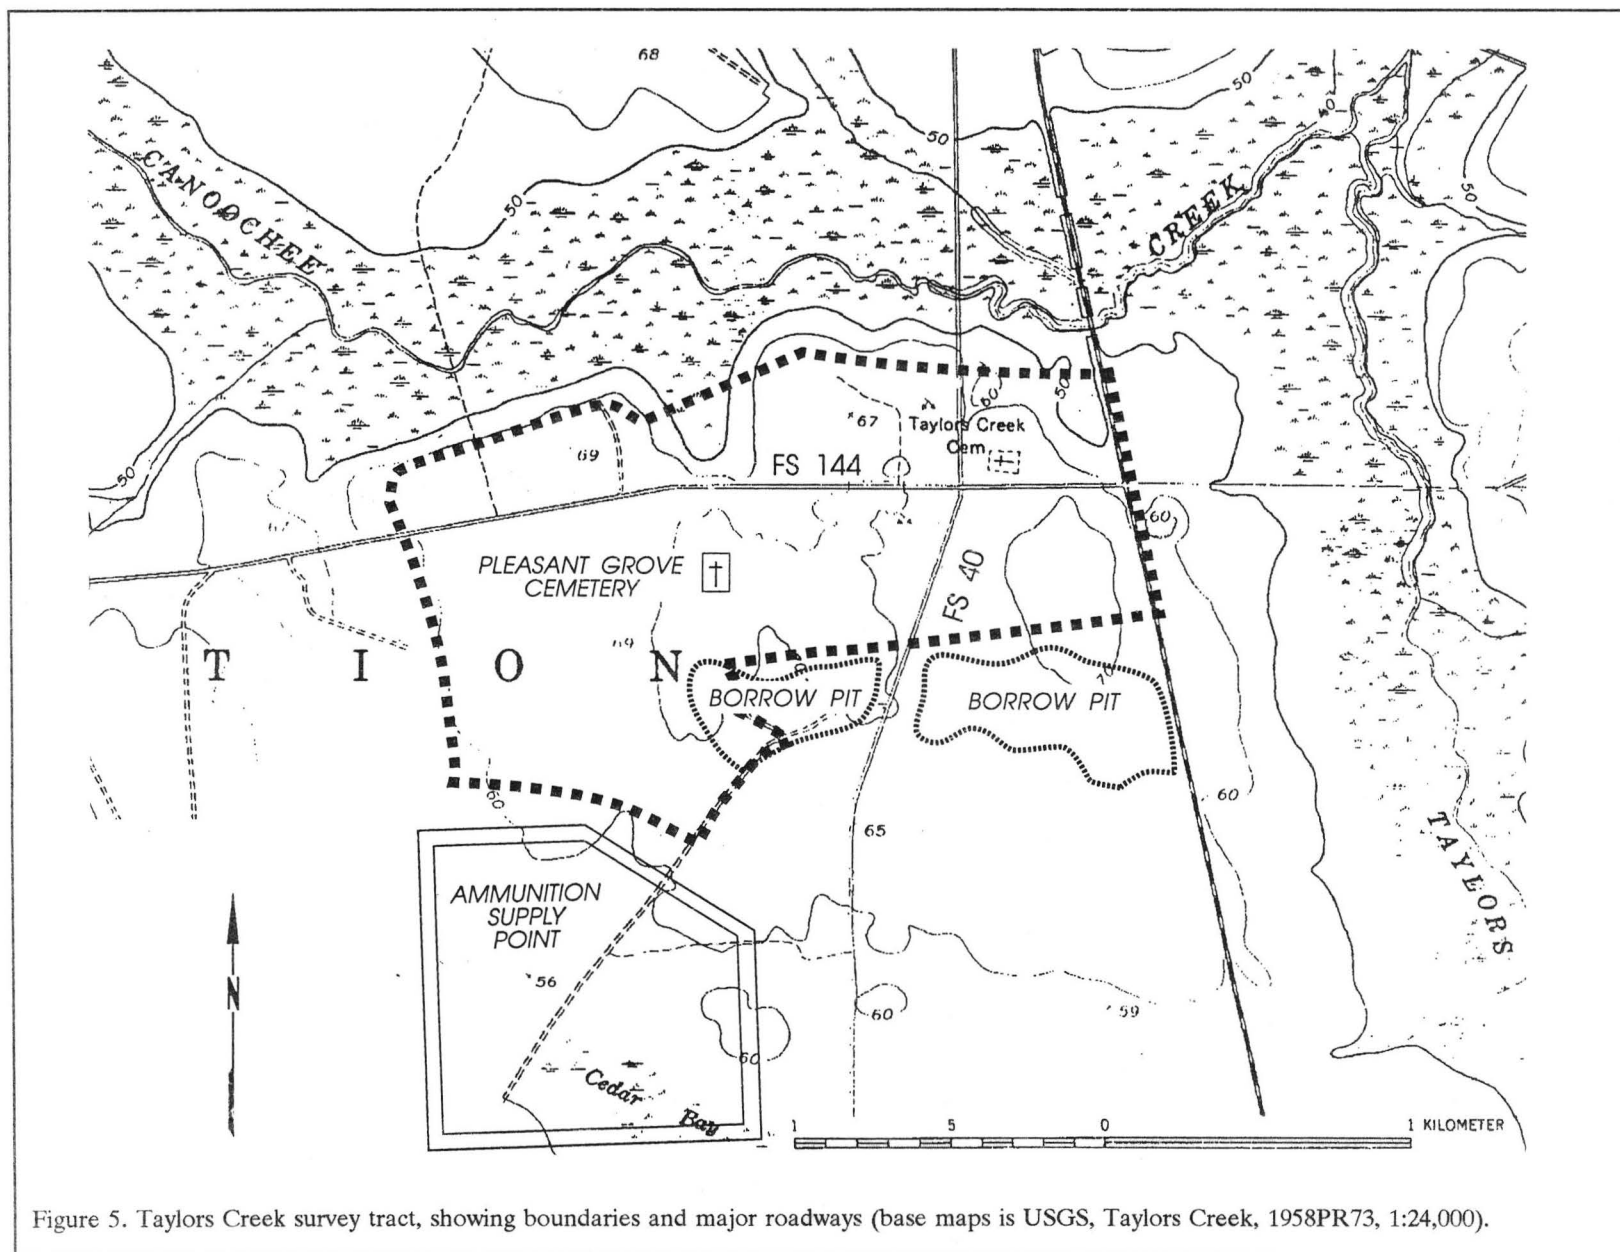 68
50
50
40
CANOOCHEE
CREEK
50
50
60
50
67
Taylors Creek
Cem
69
FS 144
50
60
PLEASANT GROVE
CEMETERY
FS 40
69
T I O N
70
BORROW PIT
BORROW PIT
60
60
65
TAYLORS
AMMUNITION
SUPPLY
POINT
56
N
60
59
60
Cedar
Bay
1 5 0 1 KILOMETER
Figure 5. Taylors Creek survey tract, showing boundaries and major roadways (base maps is USGS, Taylors Creek, 1958PR73, 1:24,000).